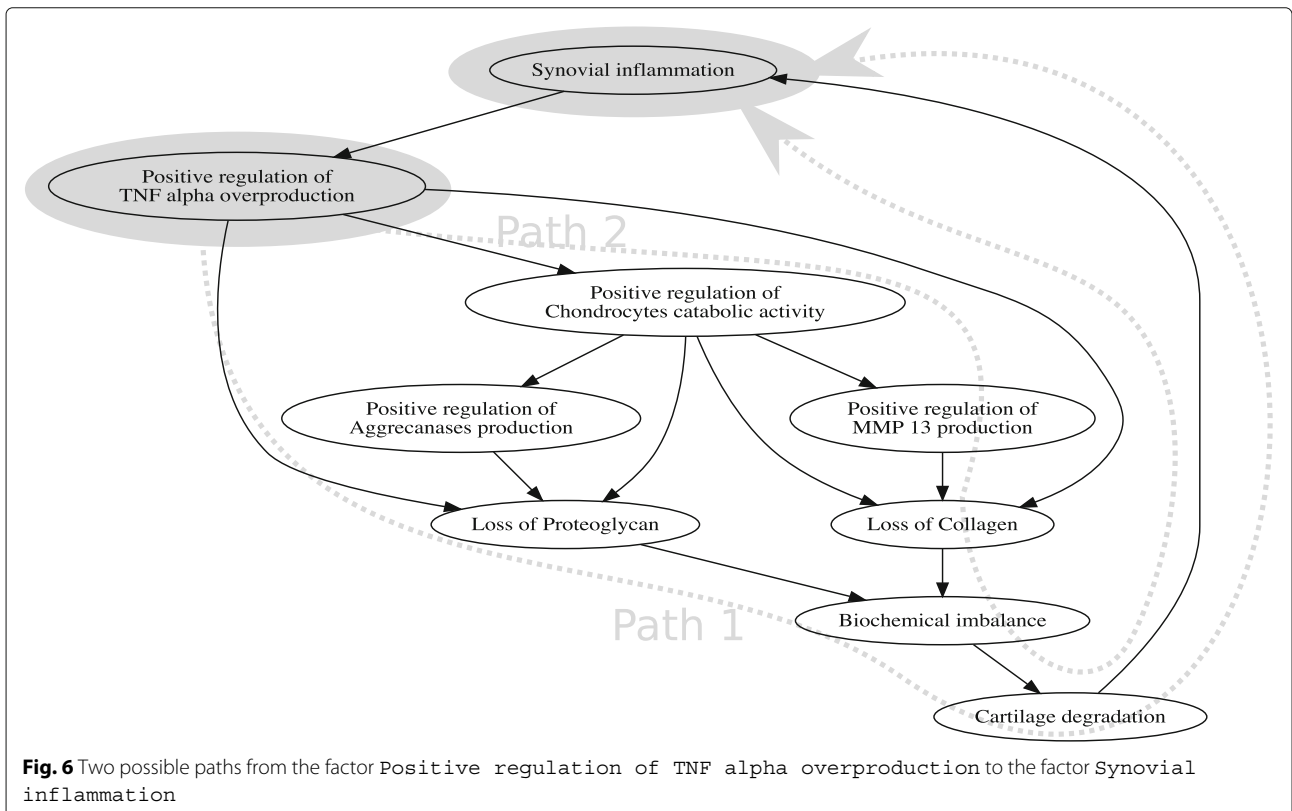 Synovial inflammation
Positive regulation of
TNF alpha overproduction
Path 2
Positive regulation of
Chondrocytes catabolic activity
Positive regulation of
Aggrecanases production
Positive regulation of
MMP 13 production
Loss of Proteoglycan
Loss of Collagen
Path 1
Biochemical imbalance
Cartilage degradation
Fig. 6 Two possible paths from the factor Positive regulation of TNF alpha overproduction to the factor Synovial
inflammation